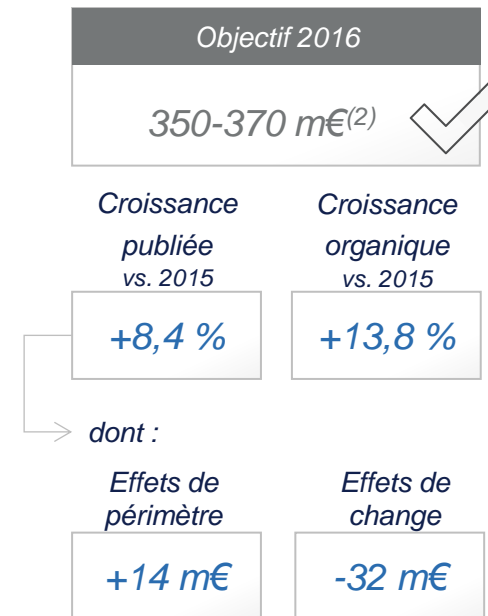 Objectif 2016
350-370 m€(2)
Croissance
publiée
vs. 2015
+8,4 %
Croissance
organique
vs. 2015
+13,8 %
dont :
Effets de
périmètre
+14 m€
Effets de
change
-32 m€